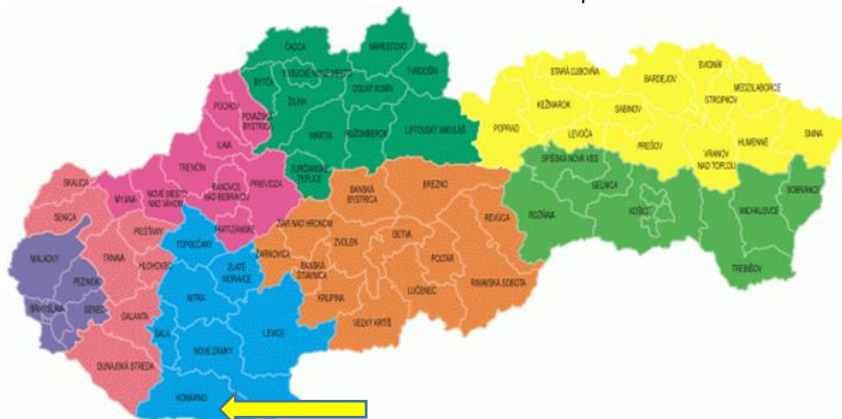 ČADCA
NÁMESTOVO
KYSUCKÉ NOVÉ MESTO
TVRDOŠÍN
BYTČA
DOLNÝ KUBÍN
ŽILINA
MARTIN
RUŽOMBEROK
LIPTOVSKÝ MIKULÁŠ
TURČIANSKE
TEPLICE
PÚCHOV
POVAŽSKÁ
BYSTRICA
ILAVA
TRENČÍN
NOVÉ MESTO
NAD VÁHOM
BÁNOVCE
NAD BEBRAVOU
PRIEVIDZA
MYJAVA
PARTIZÁNSKE
SKALICA
SENICA
PIEŠŤANY
TRNAVA
HLOHOVEC
GALANTA
DUNAJSKÁ STREDA
MALACKY
PEZINOK
BRATISLAVA
SENEC
TOPOĽČANY
ZLATÉ
MORAVCE
NITRA
ŠAĽA
NOVÉ ZÁMKY
LEVICE
KOMÁRNO
BANSKÁ
BYSTRICA
BREZNO
ŽIAR NAD HRONOM
ZVOLEN
DETVA
REVÚCA
ŽARNOVICA
BANSKÁ
ŠTIAVNICA
POLTÁR
KRUPINA
LUČENEC
RIMAVSKÁ SOBOTA
VEĽKÝ KRTÍŠ
STARÁ ĽUBOVŇA
BARDEJOV
SVIDNÍK
MEDZILABORCE
STROPKOV
KEŽMAROK
SABINOV
POPRAD
LEVOČA
PREŠOV
HUMENNÉ
SNINA
VRANOV
NAD TOPĽOU
SPIŠSKÁ NOVÁ VES
GELNICA
SOBRANCE
ROŽŇAVA
KOŠICE
MICHALOVCE
TREBIŠOV